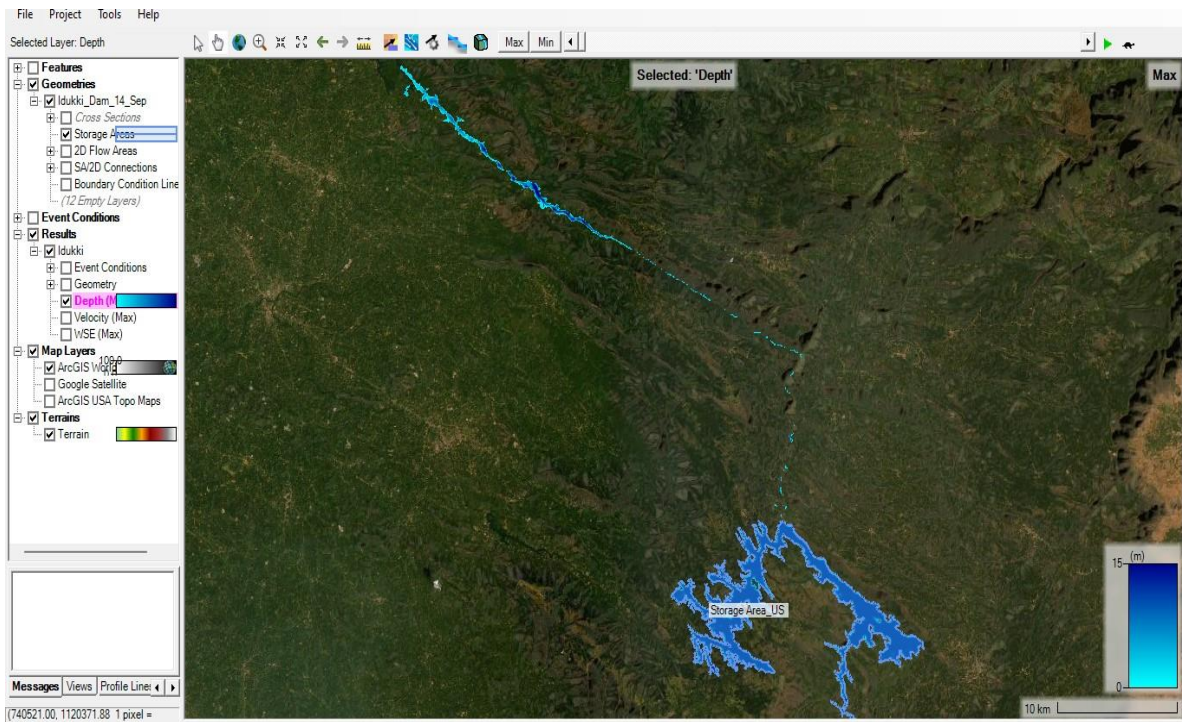 File Project Tools Help
Selected Layer: Depth
Max Min
Features
Geometries
Idukki_Dam_14_Sep
Cross Sections
Storage Areas
2D Flow Areas
SA/2D Connections
Boundary Condition Line
(12 Empty Layers)
Event Conditions
Results
Idukki
Event Conditions
Geometry
Depth (M
Velocity (Max)
WSE (Max)
Map Layers
ArcGIS World
100.0
Google Satellite
ArcGIS USA Topo Maps
Terrains
Terrain
Selected: 'Depth'
Max
Storage Area_US
15 (m)
0
10 km
Messages Views Profile Lines
(740521.00, 1120371.88 1 pixel =